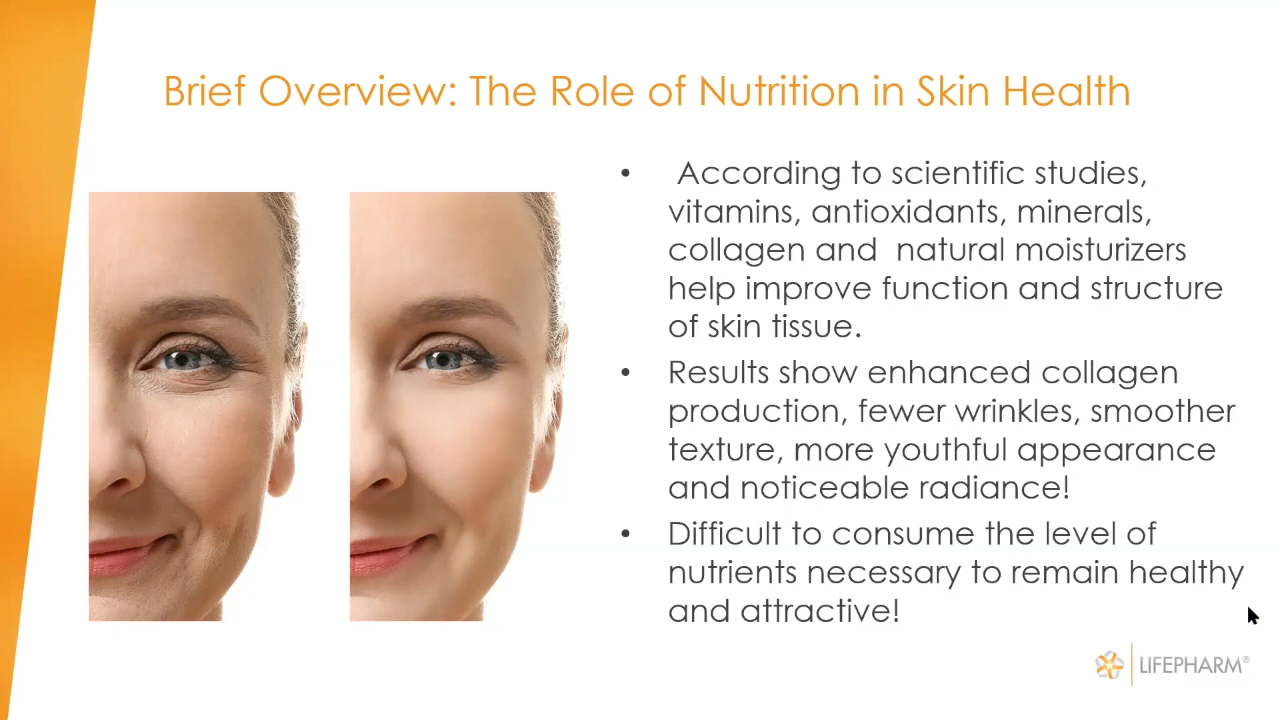 Brief Overview: The Role of Nutrition in Skin Health
• According to scientific studies,
vitamins, antioxidants, minerals,
collagen and natural moisturizers
help improve function and structure
of skin tissue.
• Results show enhanced collagen
production, fewer wrinkles, smoother
texture, more youthful appearance
and noticeable radiance!
• Difficult to consume the level of
nutrients necessary to remain healthy
and attractive!
LIFEPHARM®